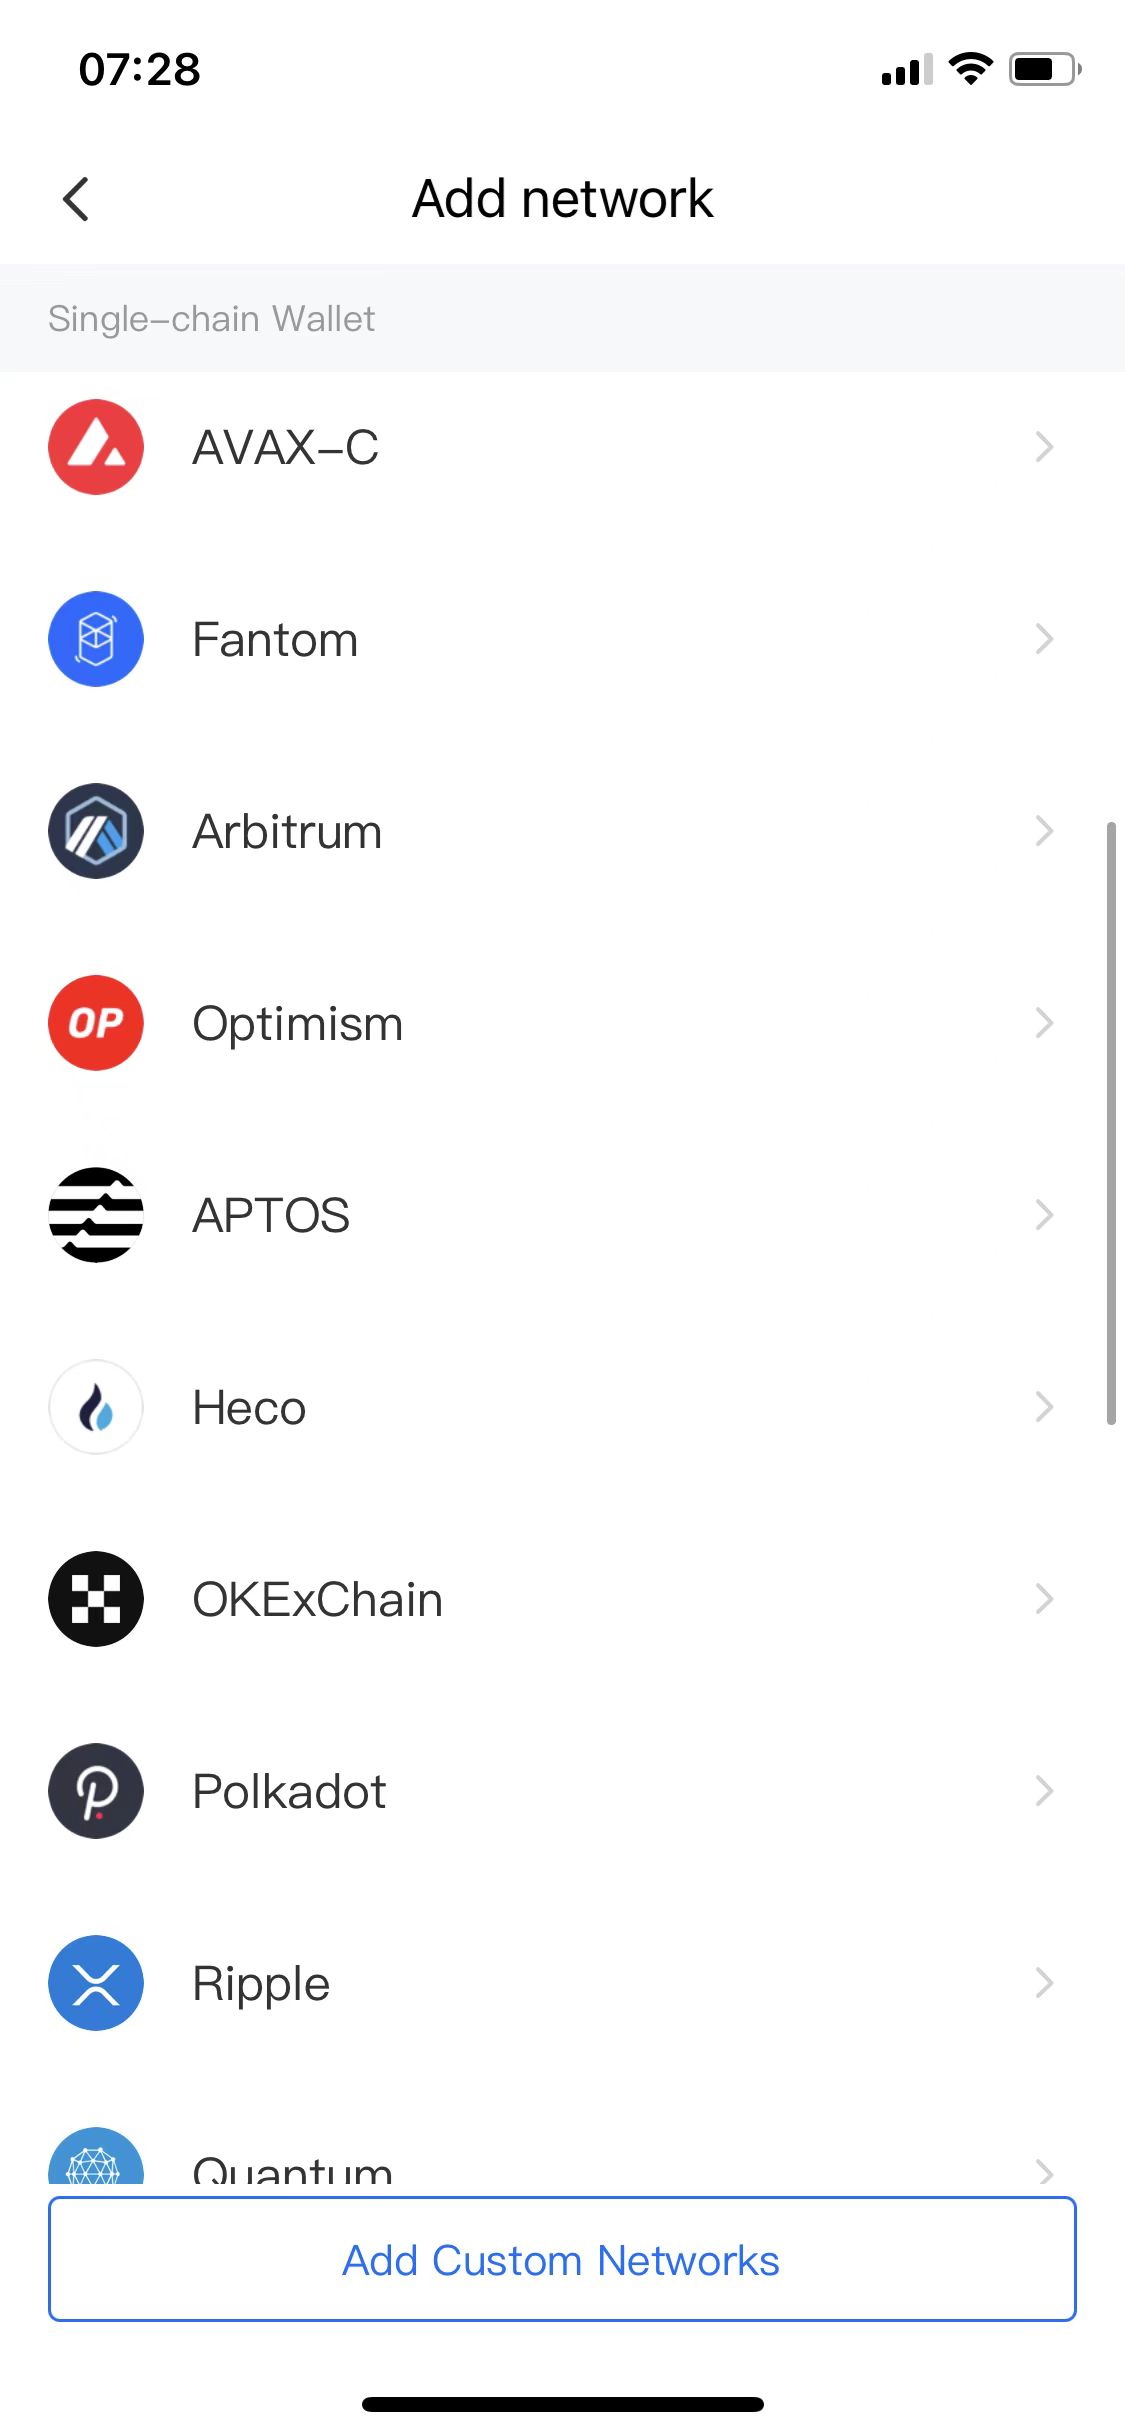 07:28
Add network
Single-chain Wallet
AVAX-C
Fantom
Arbitrum
OP
Optimism
APTOS
Heco
OKExChain
Polkadot
Ripple
Quantum
Add Custom Networks